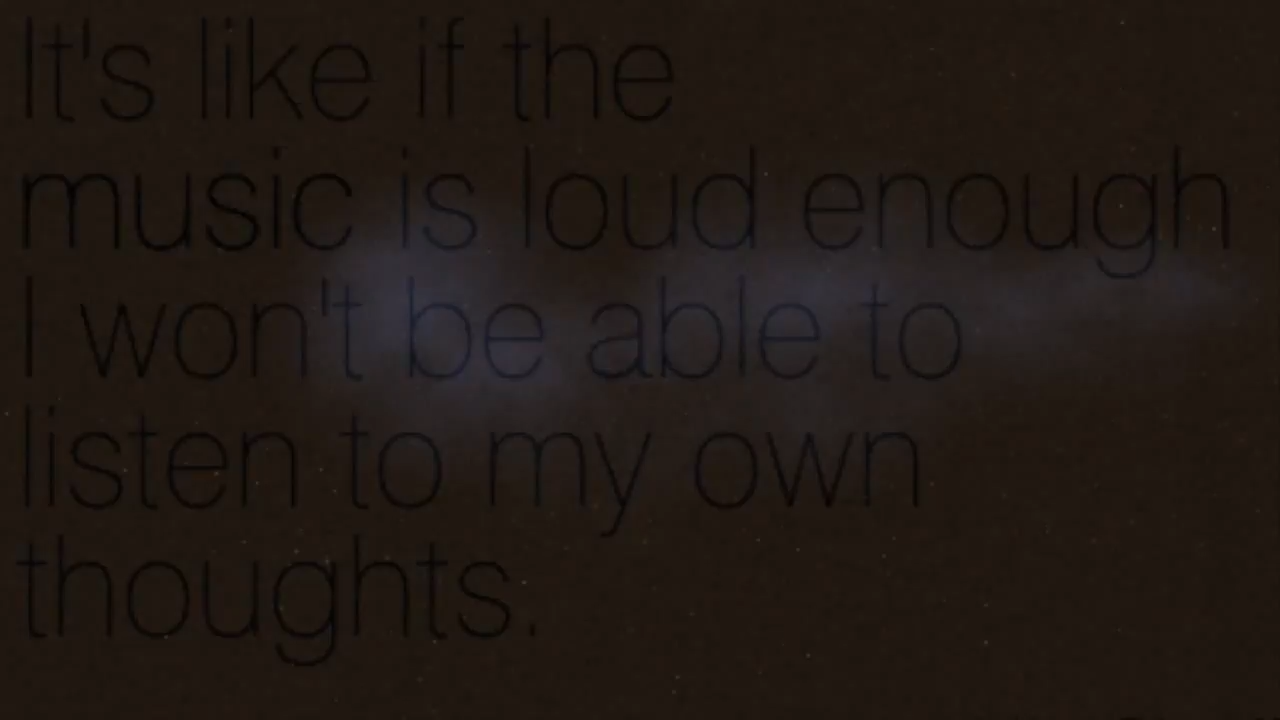 It's like if the
music is loud enough
I won't be able to
listen to my own
thoughts.